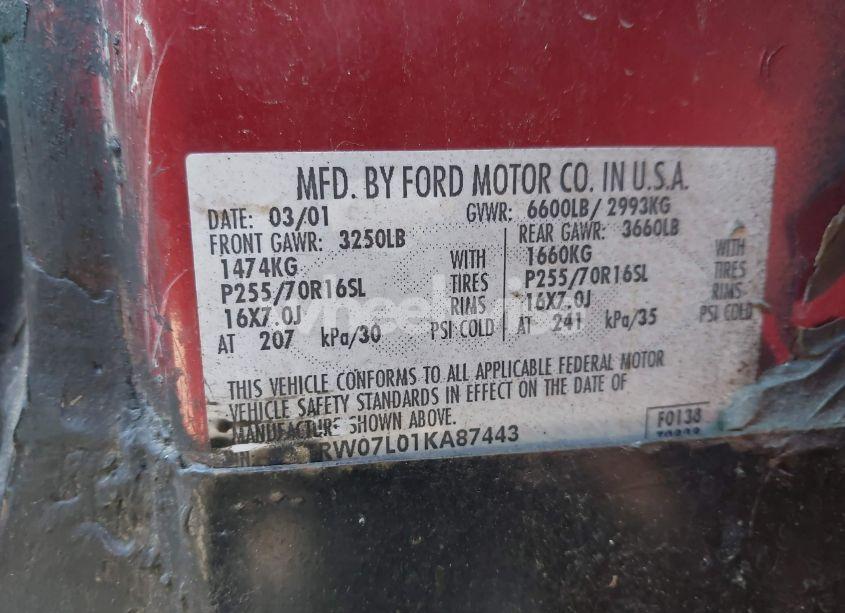 MFD. BY FORD MOTOR CO. IN U.S.A.
DATE: 03/01 GVWR: 6600LB/ 2993KG
FRONT GAWR: 3250LB REAR GAWR: 3660LB
1474KG WITH 1660KG WITH
P255/70R16SL TIRES P255/70R16SL TIRES
16X7.0J RIMS 16X7.0J RIMS
AT 207 kPa/30 PSI COLD AT 241 kPa/35 PSI COLD
THIS VEHICLE CONFORMS TO ALL APPLICABLE FEDERAL MOTOR
VEHICLE SAFETY STANDARDS IN EFFECT ON THE DATE OF
MANUFACTURE SHOWN ABOVE.
F0138
RW07L01KA87443